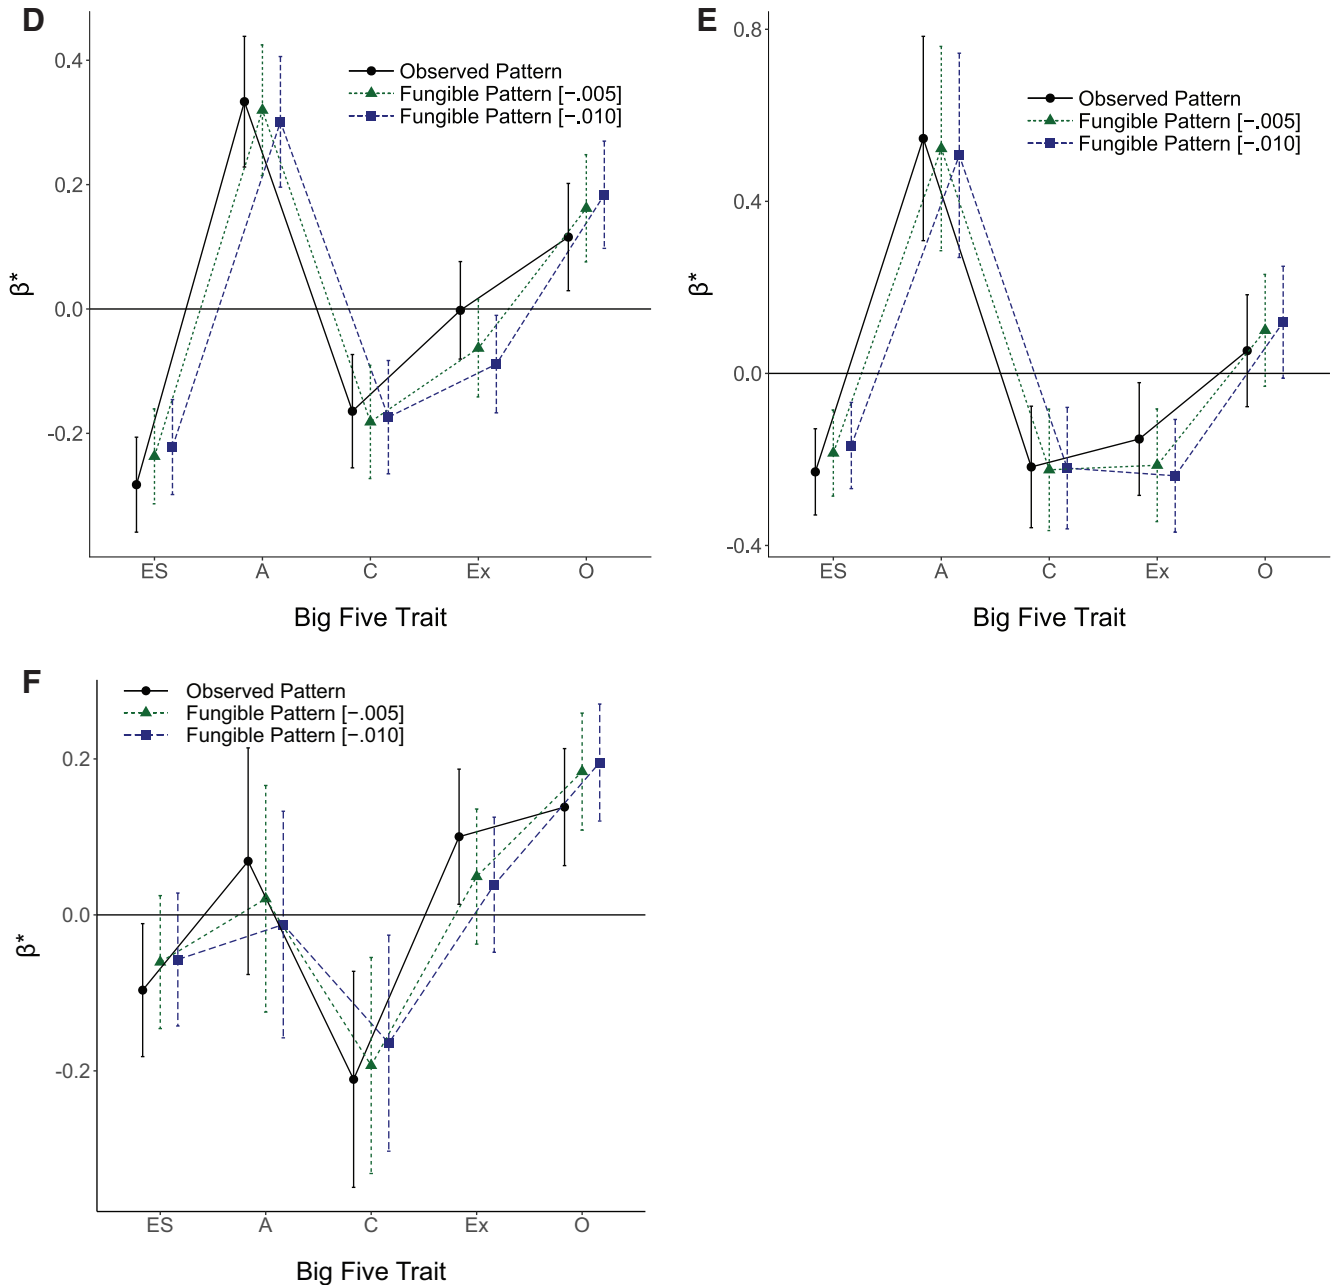 D
0.4
0.2
0.0
-0.2
β*
Observed Pattern
Fungible Pattern [−.005]
Fungible Pattern [−.010]
ES A C Ex O
Big Five Trait
E
0.8
0.4
0.0
-0.4
β*
Observed Pattern
Fungible Pattern [−.005]
Fungible Pattern [−.010]
ES A C Ex O
Big Five Trait
F
0.2
0.0
-0.2
β*
Observed Pattern
Fungible Pattern [−.005]
Fungible Pattern [−.010]
ES A C Ex O
Big Five Trait